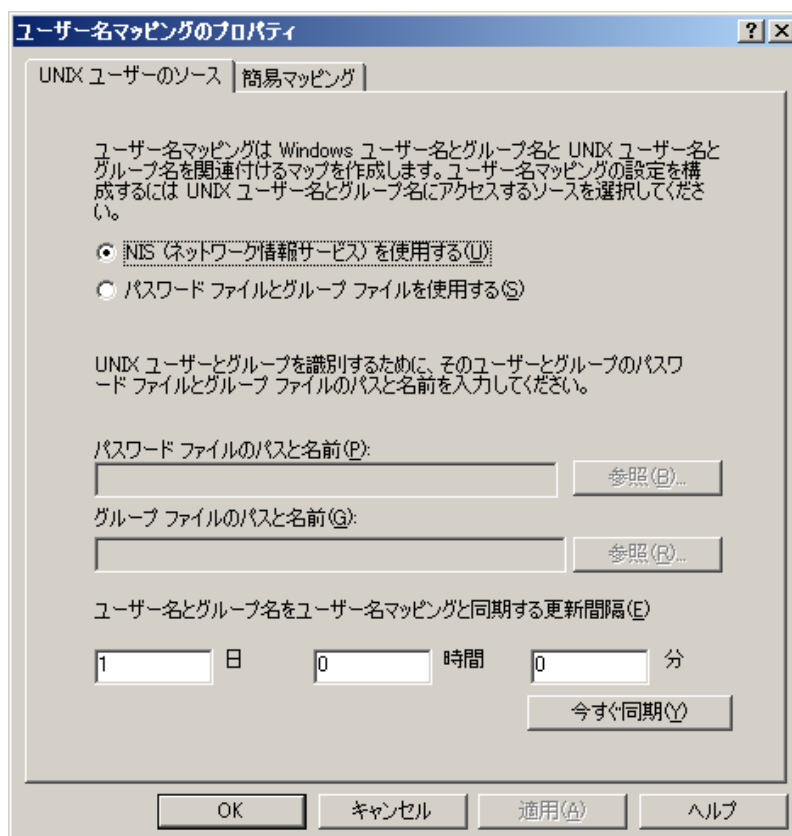 ユーザー名マッピングのプロパティ
UNIX ユーザーのソース
簡易マッピング
ユーザー名マッピングは Windows ユーザー名とグループ名と UNIX ユーザー名と
グループ名を関連付けるマップを作成します。ユーザー名マッピングの設定を構
成するには UNIX ユーザー名とグループ名にアクセスするソースを選択してくださ
い。
NIS (ネットワーク情報サービス) を使用する(U)
パスワード ファイルとグループ ファイルを使用する(S)
UNIX ユーザーとグループを識別するために、そのユーザーとグループのパスワ
ード ファイルとグループ ファイルのパスと名前を入力してください。
パスワード ファイルのパスと名前(P):
参照(B)...
グループ ファイルのパスと名前(G):
参照(R)...
ユーザー名とグループ名をユーザー名マッピングと同期する更新間隔(E)
1 日 0 時間 0 分
今すぐ同期(Y)
OK キャンセル 適用(A) ヘルプ